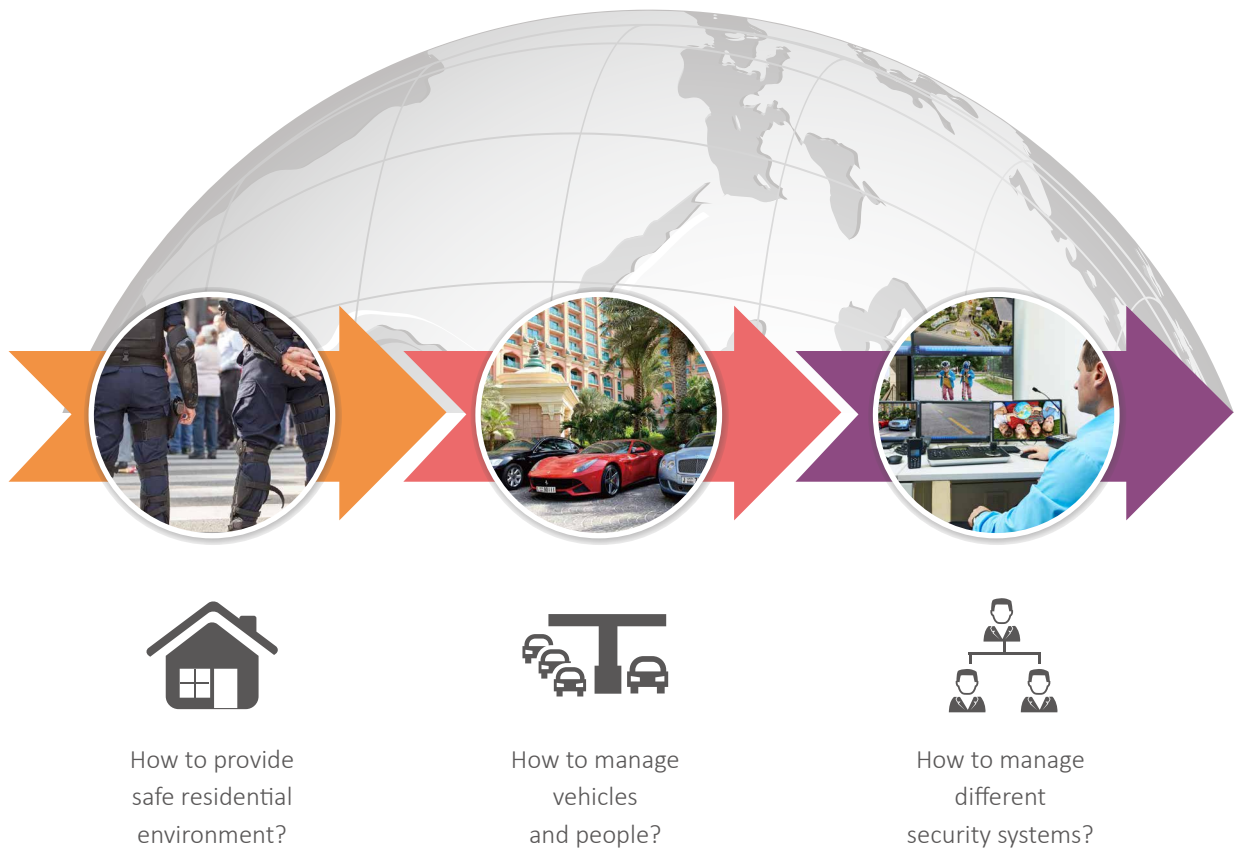 How to provide
safe residential
environment?
How to manage
vehicles
and people?
How to manage
different
security systems?